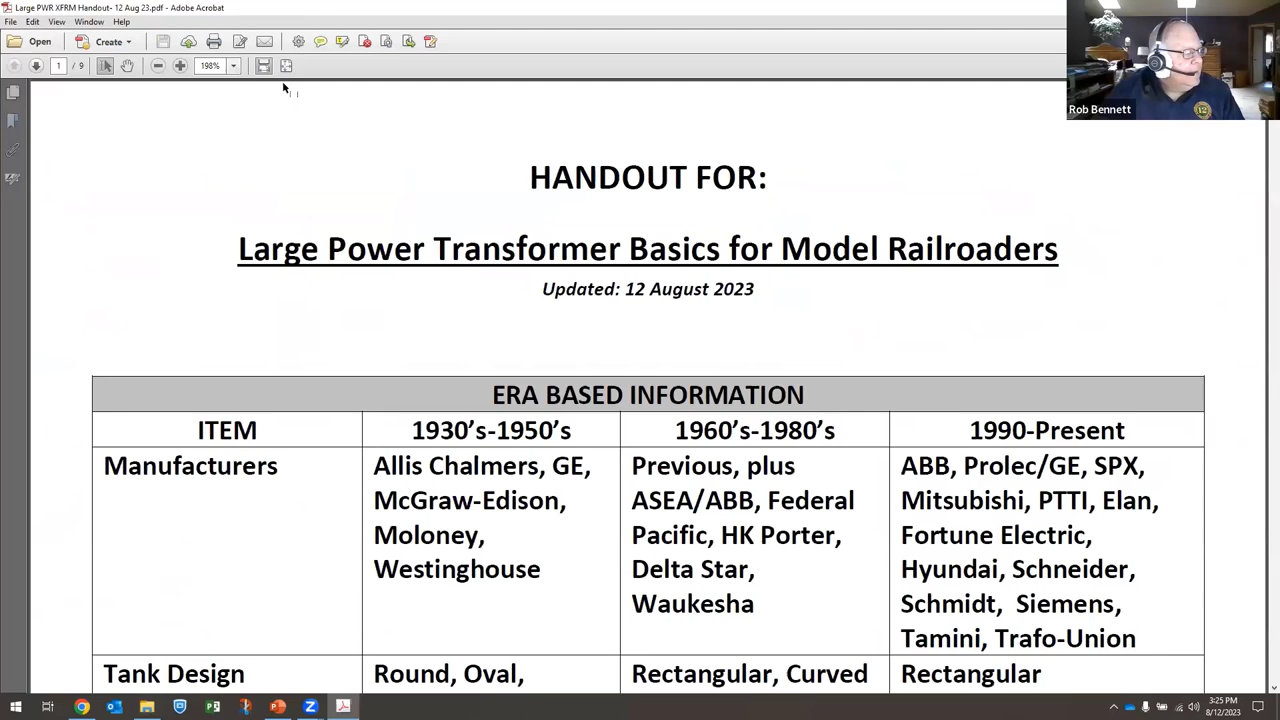 Large PWR XFRM Handout- 12 Aug 23.pdf - Adobe Acrobat
File Edit View Window Help
Open Create
1 / 9 198%
Rob Bennett
12
HANDOUT FOR:
Large Power Transformer Basics for Model Railroaders
Updated: 12 August 2023
ERA BASED INFORMATION
ITEM 1930's-1950's 1960's-1980's 1990-Present
Manufacturers Allis Chalmers, GE, Previous, plus ABB, Prolec/GE, SPX,
McGraw-Edison, ASEA/ABB, Federal Mitsubishi, PTTI, Elan,
Moloney, Pacific, HK Porter, Fortune Electric,
Westinghouse Delta Star, Hyundai, Schneider,
Waukesha Schmidt, Siemens,
Tamini, Trafo-Union
Tank Design Round, Oval, Rectangular, Curved Rectangular
3:25 PM
8/12/2023